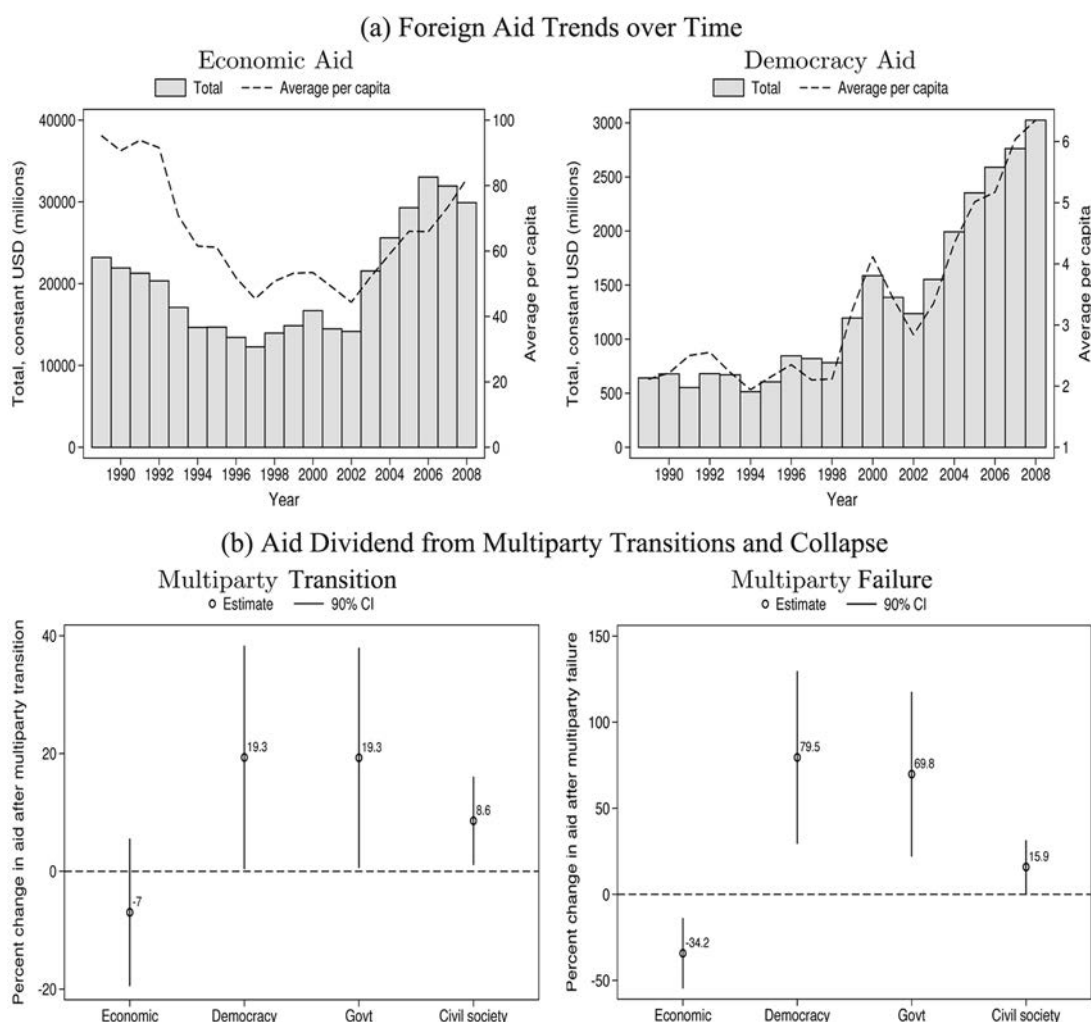 (a) Foreign Aid Trends over Time
Economic Aid
Total Average per capita
Total, constant USD (millions)
40000
30000
20000
10000
0
100
80
60
40
20
0
Average per capita
1990 1992 1994 1996 1998 2000 2002 2004 2006 2008
Year
Democracy Aid
Total Average per capita
Total, constant USD (millions)
3000
2500
2000
1500
1000
500
0
6
5
4
3
2
1
Average per capita
1990 1992 1994 1996 1998 2000 2002 2004 2006 2008
Year
(b) Aid Dividend from Multiparty Transitions and Collapse
Multiparty Transition
Estimate 90% CI
Percent change in aid after multiparty transition
40
20
0
-20
-7
19.3
19.3
8.6
Economic Democracy Govt Civil society
Multiparty Failure
Estimate 90% CI
Percent change in aid after multiparty failure
150
100
50
0
-50
-34.2
79.5
69.8
15.9
Economic Democracy Govt Civil society